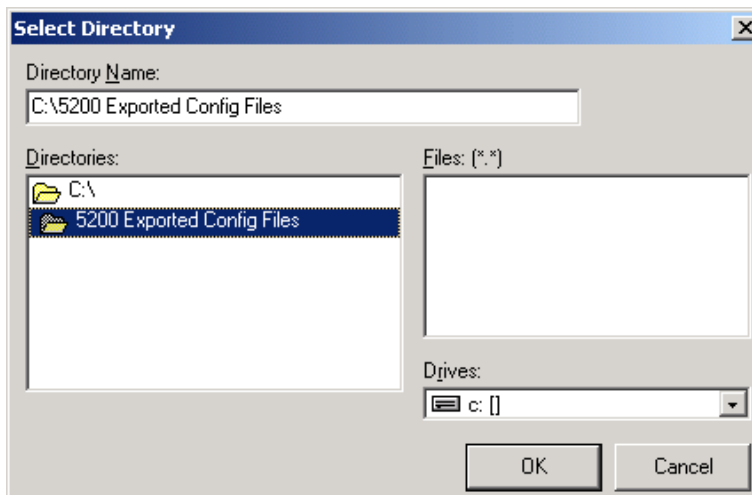 Select Directory
Directory Name:
C:\5200 Exported Config Files
Directories:
C:\
5200 Exported Config Files
Files: (*.*)
Drives:
c: []
OK
Cancel